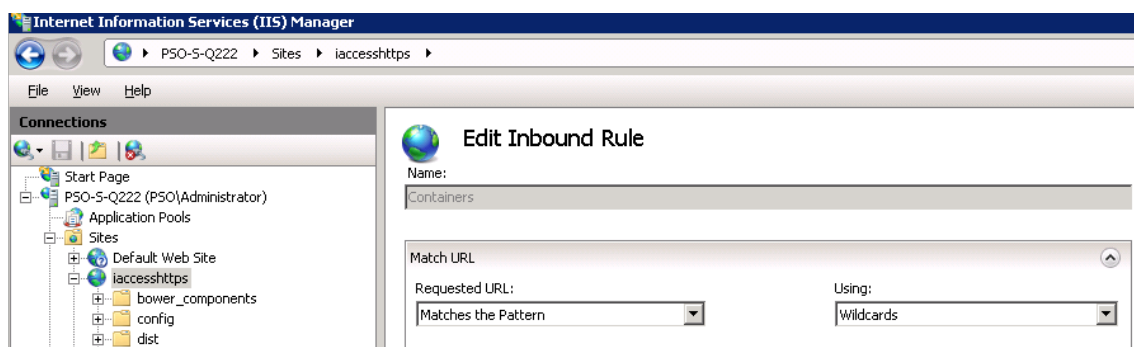 Internet Information Services (IIS) Manager
PSO-S-Q222 Sites iaccesshttps
File View Help
Connections
Start Page
PSO-S-Q222 (PSO\Administrator)
Application Pools
Sites
Default Web Site
iaccesshttps
bower_components
config
dist
Edit Inbound Rule
Name:
Containers
Match URL
Requested URL: Using:
Matches the Pattern Wildcards